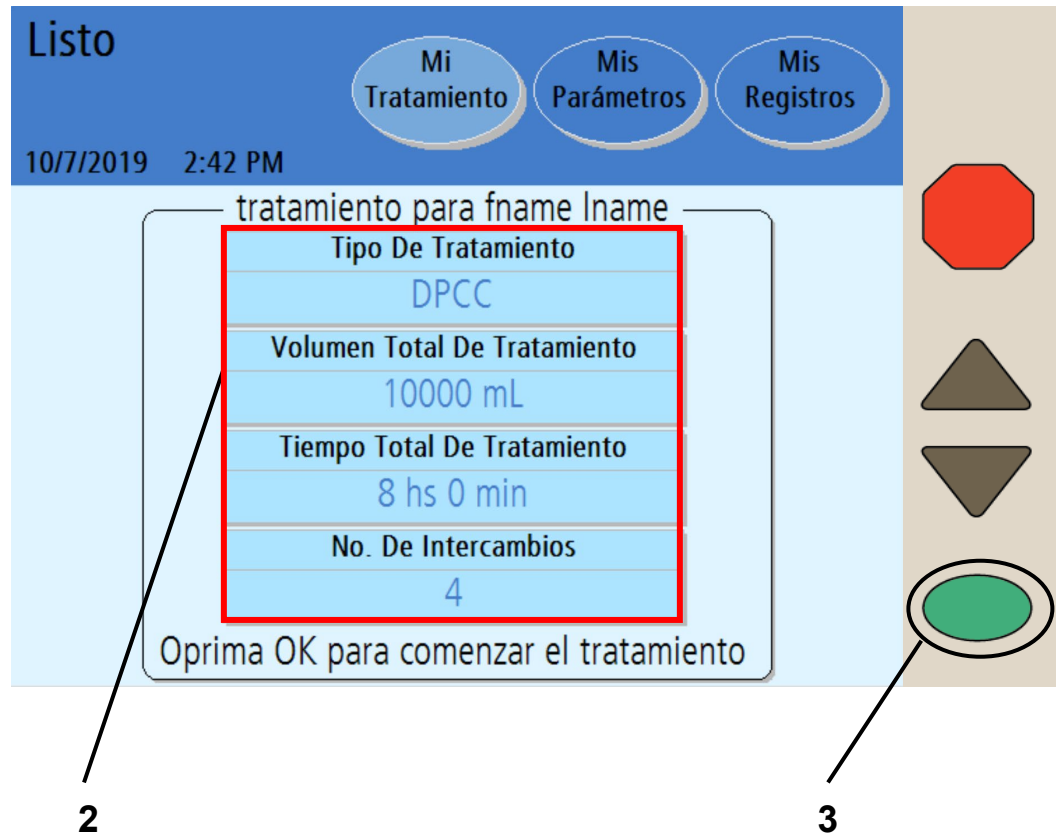 Listo
Mi
Tratamiento
Mis
Parámetros
Mis
Registros
10/7/2019 2:42 PM
tratamiento para fname lname
Tipo De Tratamiento
DPCC
Volumen Total De Tratamiento
10000 mL
Tiempo Total De Tratamiento
8 hs 0 min
No. De Intercambios
4
Oprima OK para comenzar el tratamiento
2
3